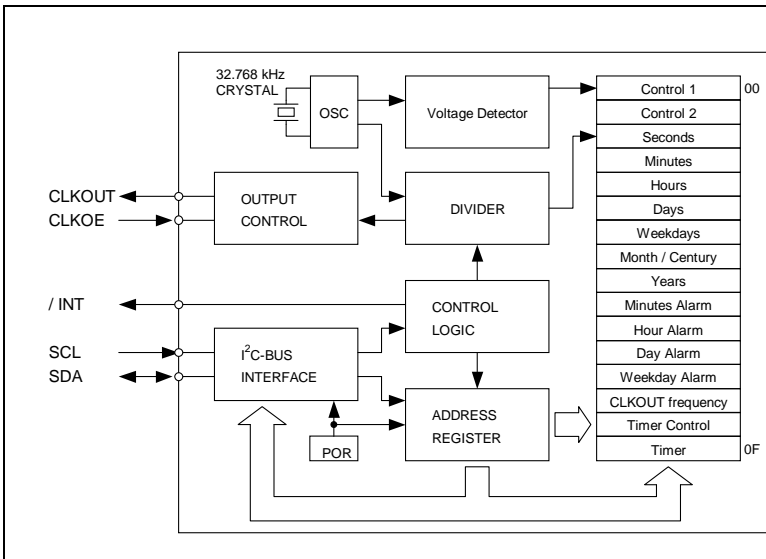 32.768 kHz
CRYSTAL
OSC
Voltage Detector
CLKOUT
CLKOE
OUTPUT
CONTROL
DIVIDER
/ INT
CONTROL
LOGIC
SCL
SDA
I²C-BUS
INTERFACE
ADDRESS
REGISTER
POR
Control 1
00
Control 2
Seconds
Minutes
Hours
Days
Weekdays
Month / Century
Years
Minutes Alarm
Hour Alarm
Day Alarm
Weekday Alarm
CLKOUT frequency
Timer Control
Timer
0F